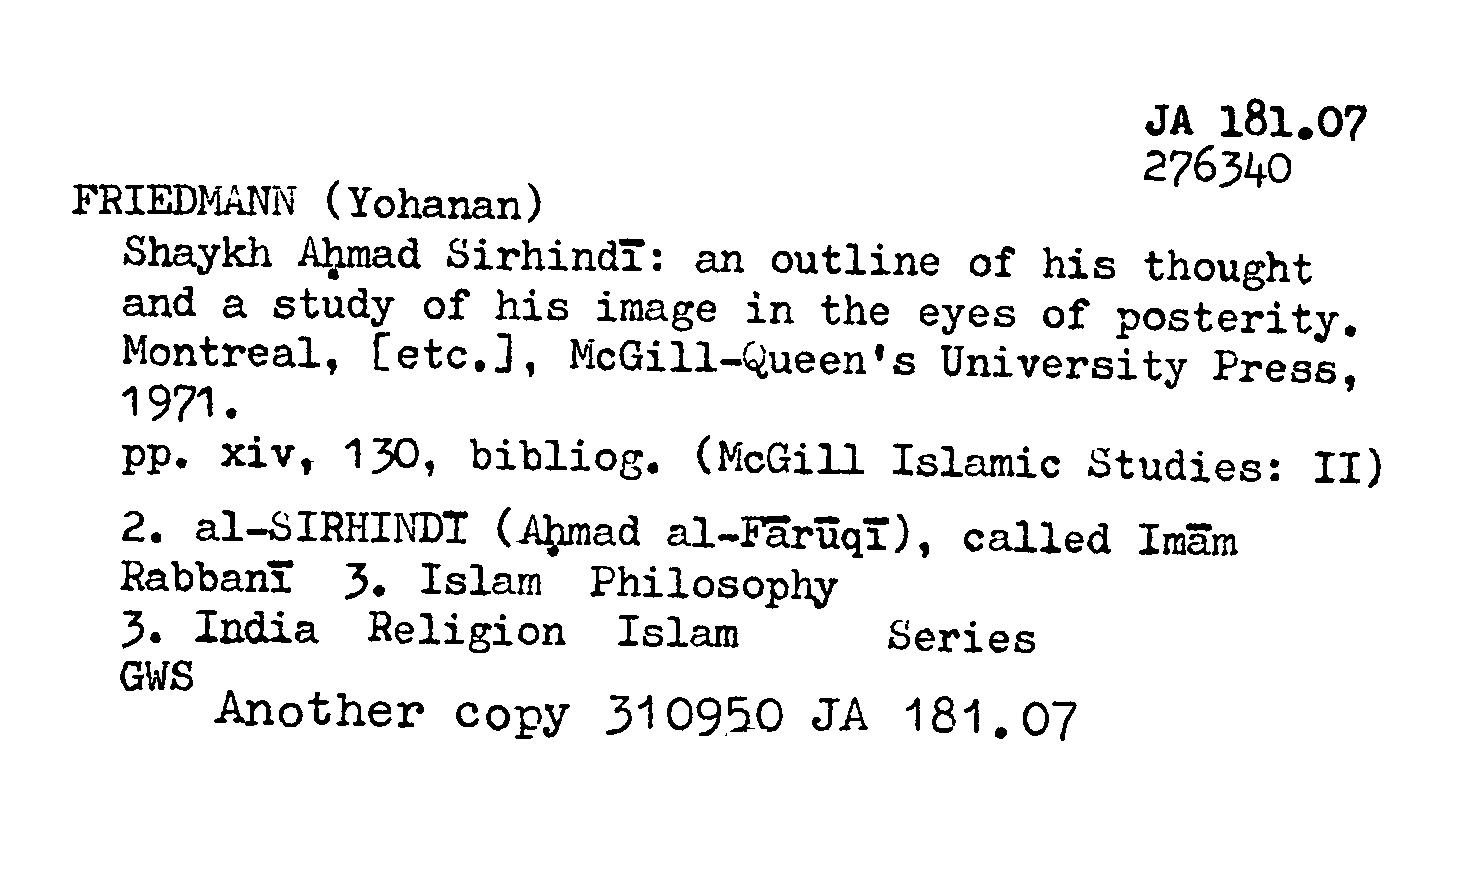 JA 181.07
276340
FRIEDMANN (Yohanan)
Shaykh Aḥmad Sirhindī: an outline of his thought
and a study of his image in the eyes of posterity.
Montreal, [etc.], McGill-Queen's University Press,
1971.
pp. xiv, 130, bibliog. (McGill Islamic Studies: II)
2. al-SIRHINDĪ (Aḥmad al-Fārūqī), called Imām
Rabbanī 3. Islam Philosophy
3. India Religion Islam Series
GWS
Another copy 310950 JA 181.07